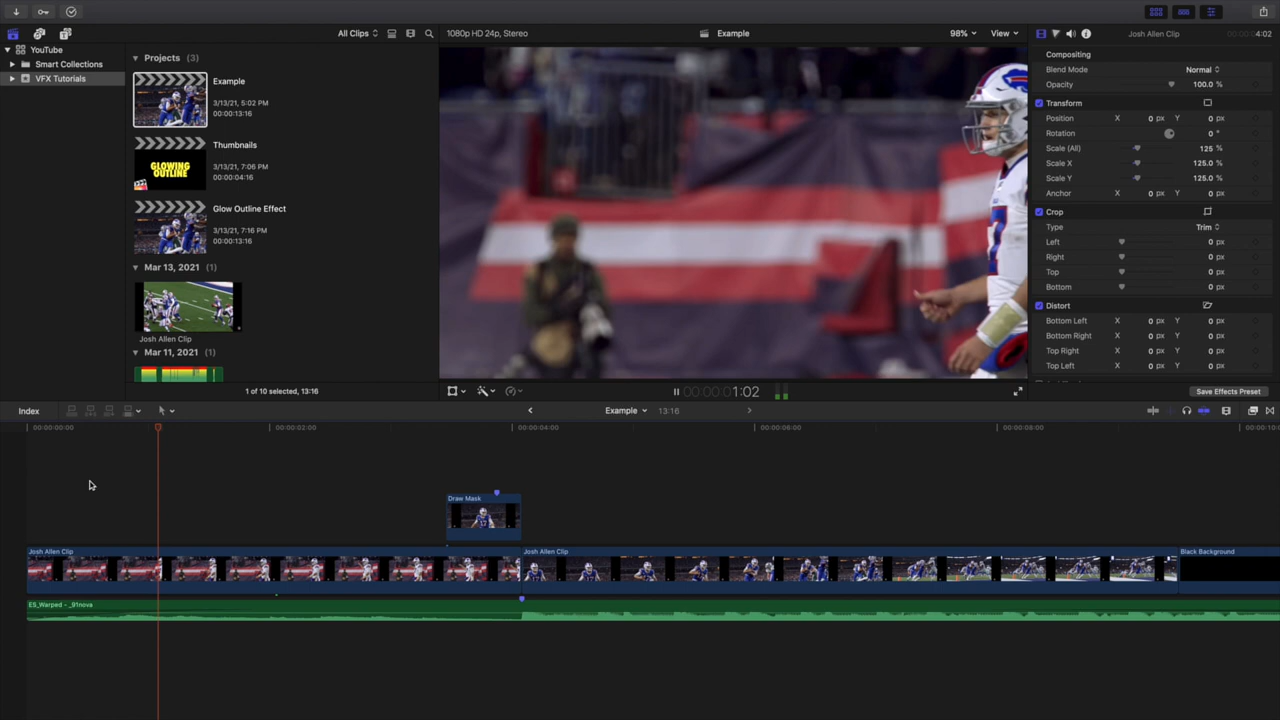 All Clips
1080p HD 24p, Stereo
Example
98%
View
Josh Allen Clip
4:02
YouTube
Smart Collections
VFX Tutorials
Projects (3)
Example
3/13/21, 5:02 PM
00:00:13:16
Thumbnails
3/13/21, 7:06 PM
00:00:04:16
GLOWING
OUTLINE
Glow Outline Effect
3/13/21, 7:16 PM
00:00:13:16
Mar 13, 2021 (1)
Josh Allen Clip
Mar 11, 2021 (1)
1 of 10 selected, 13:16
00:00:00:1:02
Compositing
Blend Mode Normal
Opacity 100.0 %
Transform
Position X 0 px Y 0 px
Rotation 0 °
Scale (All) 125 %
Scale X 125.0 %
Scale Y 125.0 %
Anchor X 0 px Y 0 px
Crop
Type Trim
Left 0 px
Right 0 px
Top 0 px
Bottom 0 px
Distort
Bottom Left X 0 px Y 0 px
Bottom Right X 0 px Y 0 px
Top Right X 0 px Y 0 px
Top Left X 0 px Y 0 px
Save Effects Preset
Index
Example
13:16
00:00:00:00
00:00:02:00
00:00:04:00
00:00:06:00
00:00:08:00
00:00:10:0
Draw Mask
Josh Allen Clip
Josh Allen Clip
Black Background
ES_Warped - _91nova